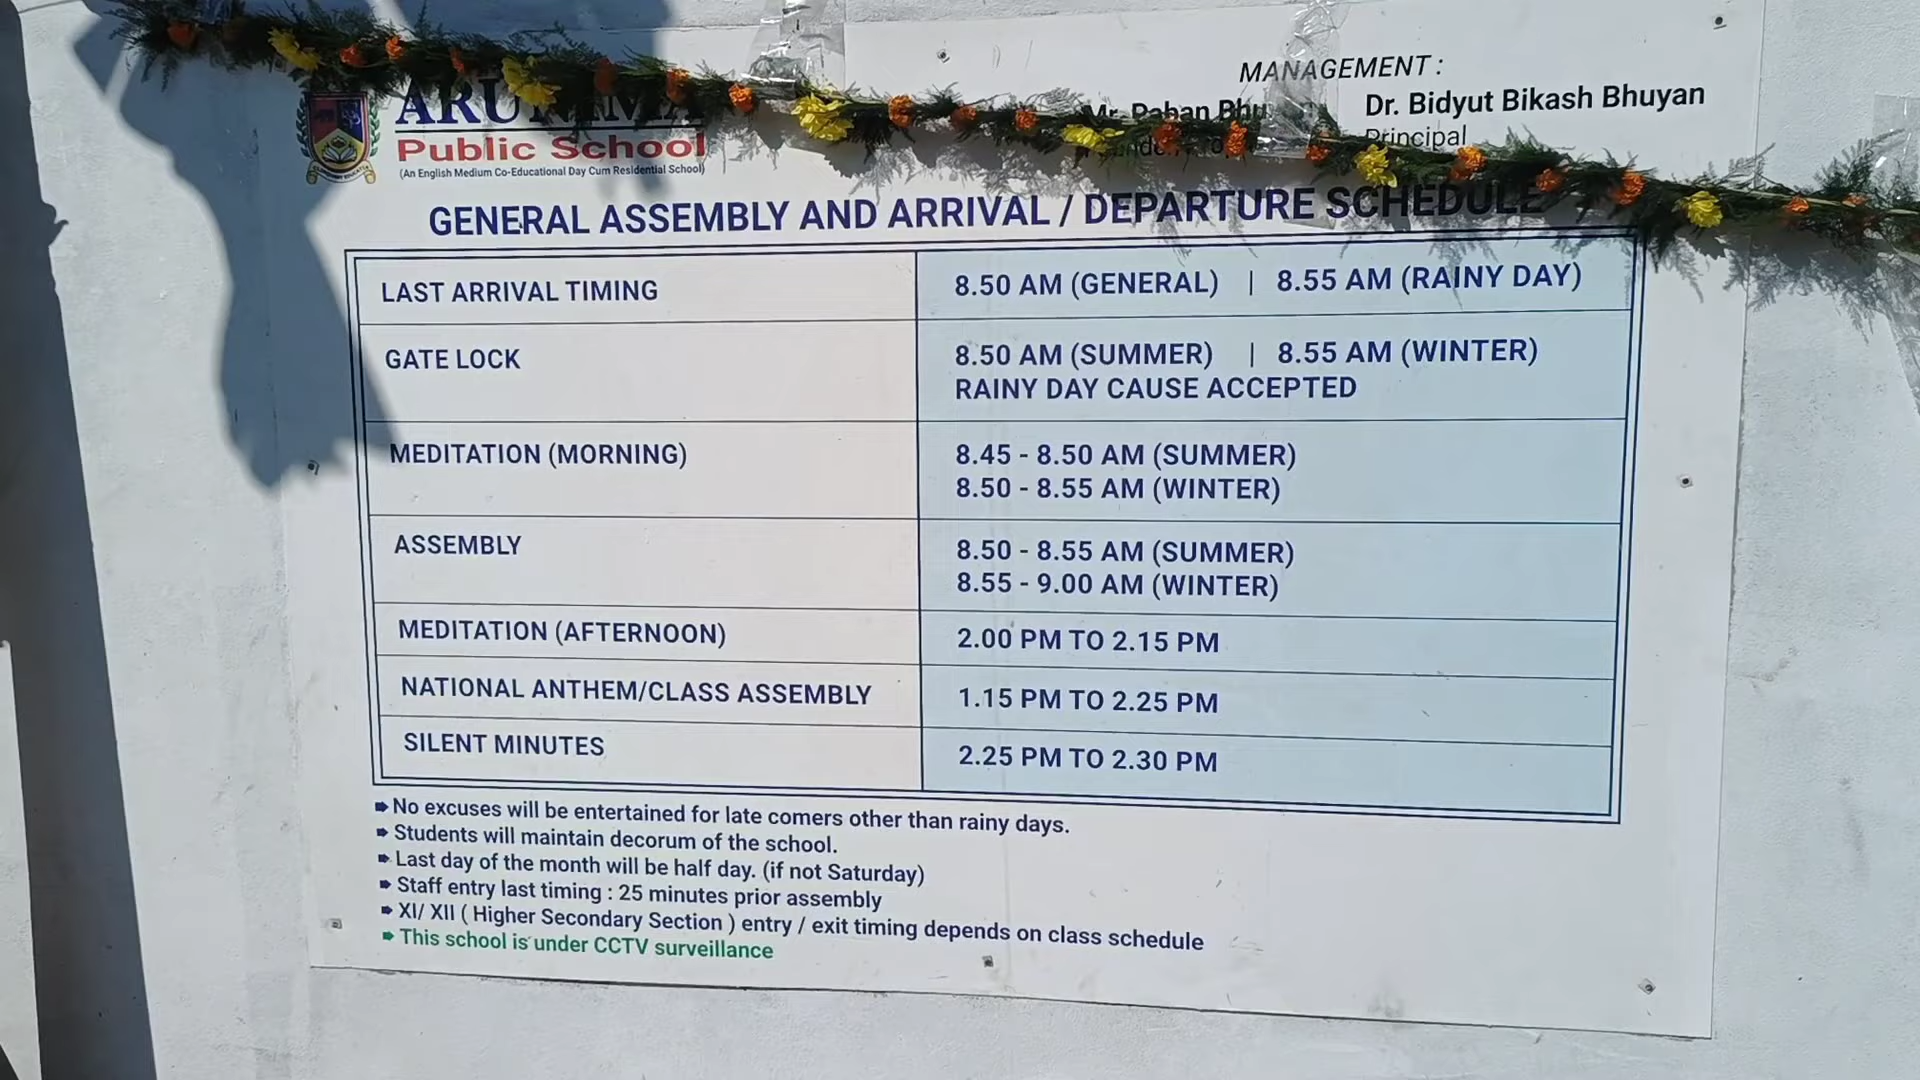 MANAGEMENT :
ARUNIMA
Public School
(An English Medium Co-Educational Day Cum Residential School)
Mr. Paban
Dr. Bidyut Bikash Bhuyan
Principal
GENERAL ASSEMBLY AND ARRIVAL / DEPARTURE SCHEDULE
LAST ARRIVAL TIMING 8.50 AM (GENERAL) | 8.55 AM (RAINY DAY)
GATE LOCK 8.50 AM (SUMMER) | 8.55 AM (WINTER)
RAINY DAY CAUSE ACCEPTED
MEDITATION (MORNING) 8.45 - 8.50 AM (SUMMER)
8.50 - 8.55 AM (WINTER)
ASSEMBLY 8.50 - 8.55 AM (SUMMER)
8.55 - 9.00 AM (WINTER)
MEDITATION (AFTERNOON) 2.00 PM TO 2.15 PM
NATIONAL ANTHEM/CLASS ASSEMBLY 1.15 PM TO 2.25 PM
SILENT MINUTES 2.25 PM TO 2.30 PM
No excuses will be entertained for late comers other than rainy days.
Students will maintain decorum of the school.
Last day of the month will be half day. (if not Saturday)
Staff entry last timing : 25 minutes prior assembly
XI/ XII ( Higher Secondary Section ) entry / exit timing depends on class schedule
This school is under CCTV surveillance